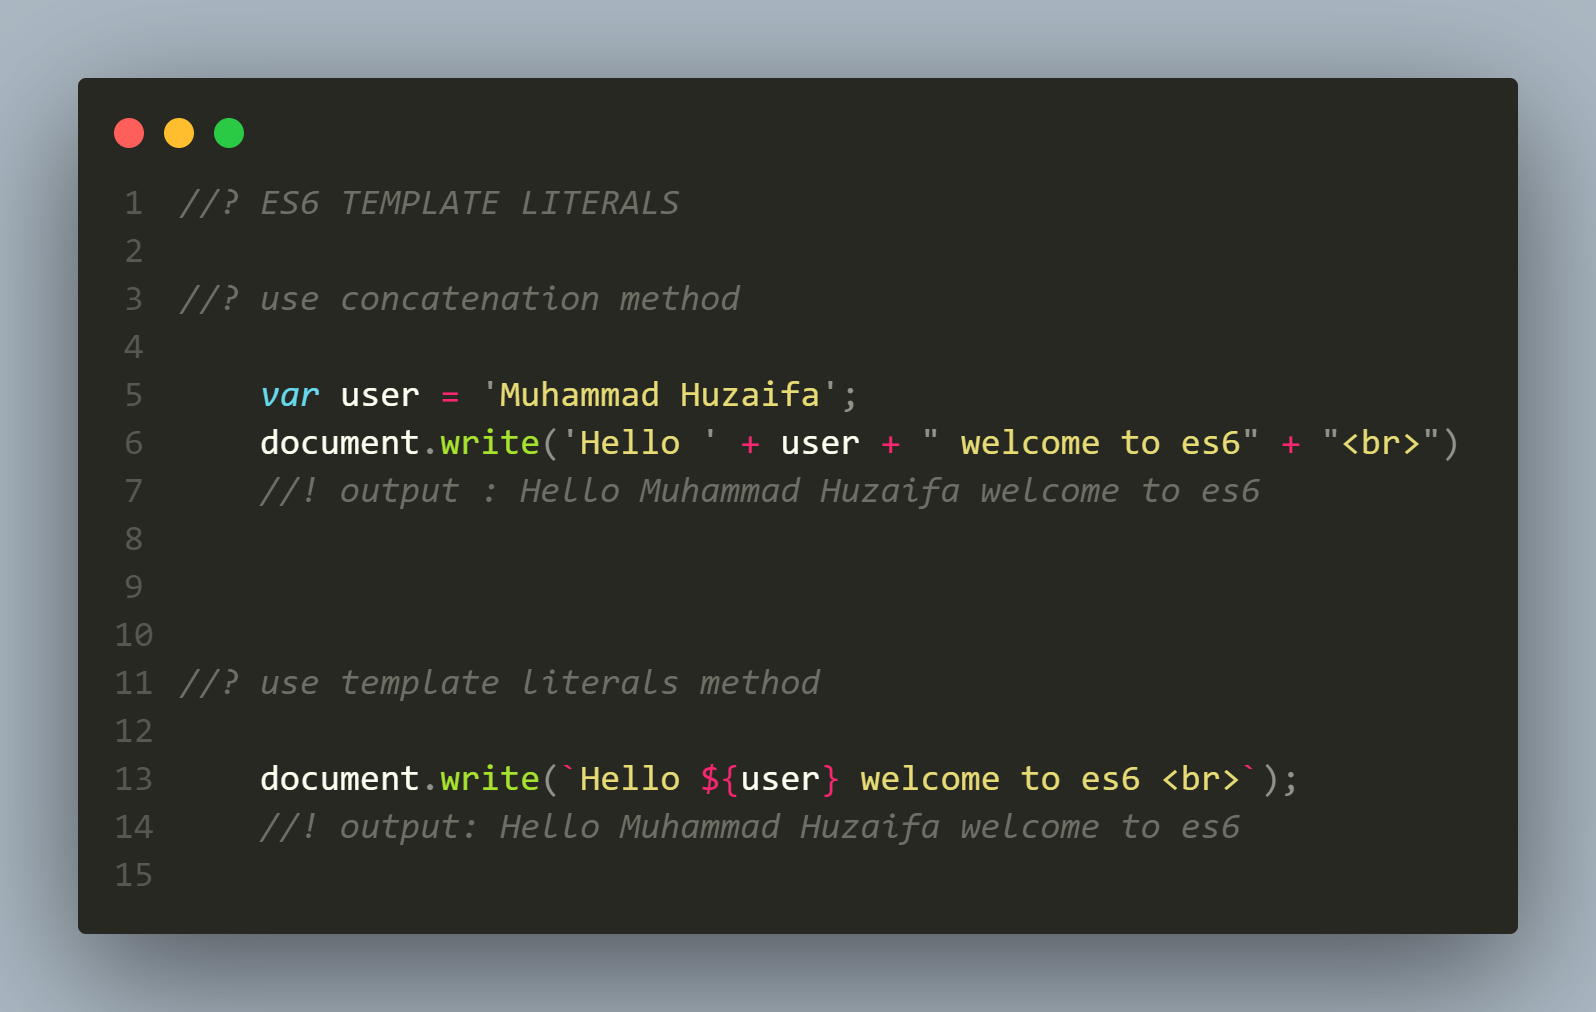 1 //? ES6 TEMPLATE LITERALS
2
3 //? use concatenation method
4
5     var user = 'Muhammad Huzaifa';
6     document.write('Hello ' + user + " welcome to es6" + "<br>")
7     //! output : Hello Muhammad Huzaifa welcome to es6
8
9
10
11 //? use template literals method
12
13     document.write(`Hello ${user} welcome to es6 <br>`);
14     //! output: Hello Muhammad Huzaifa welcome to es6
15